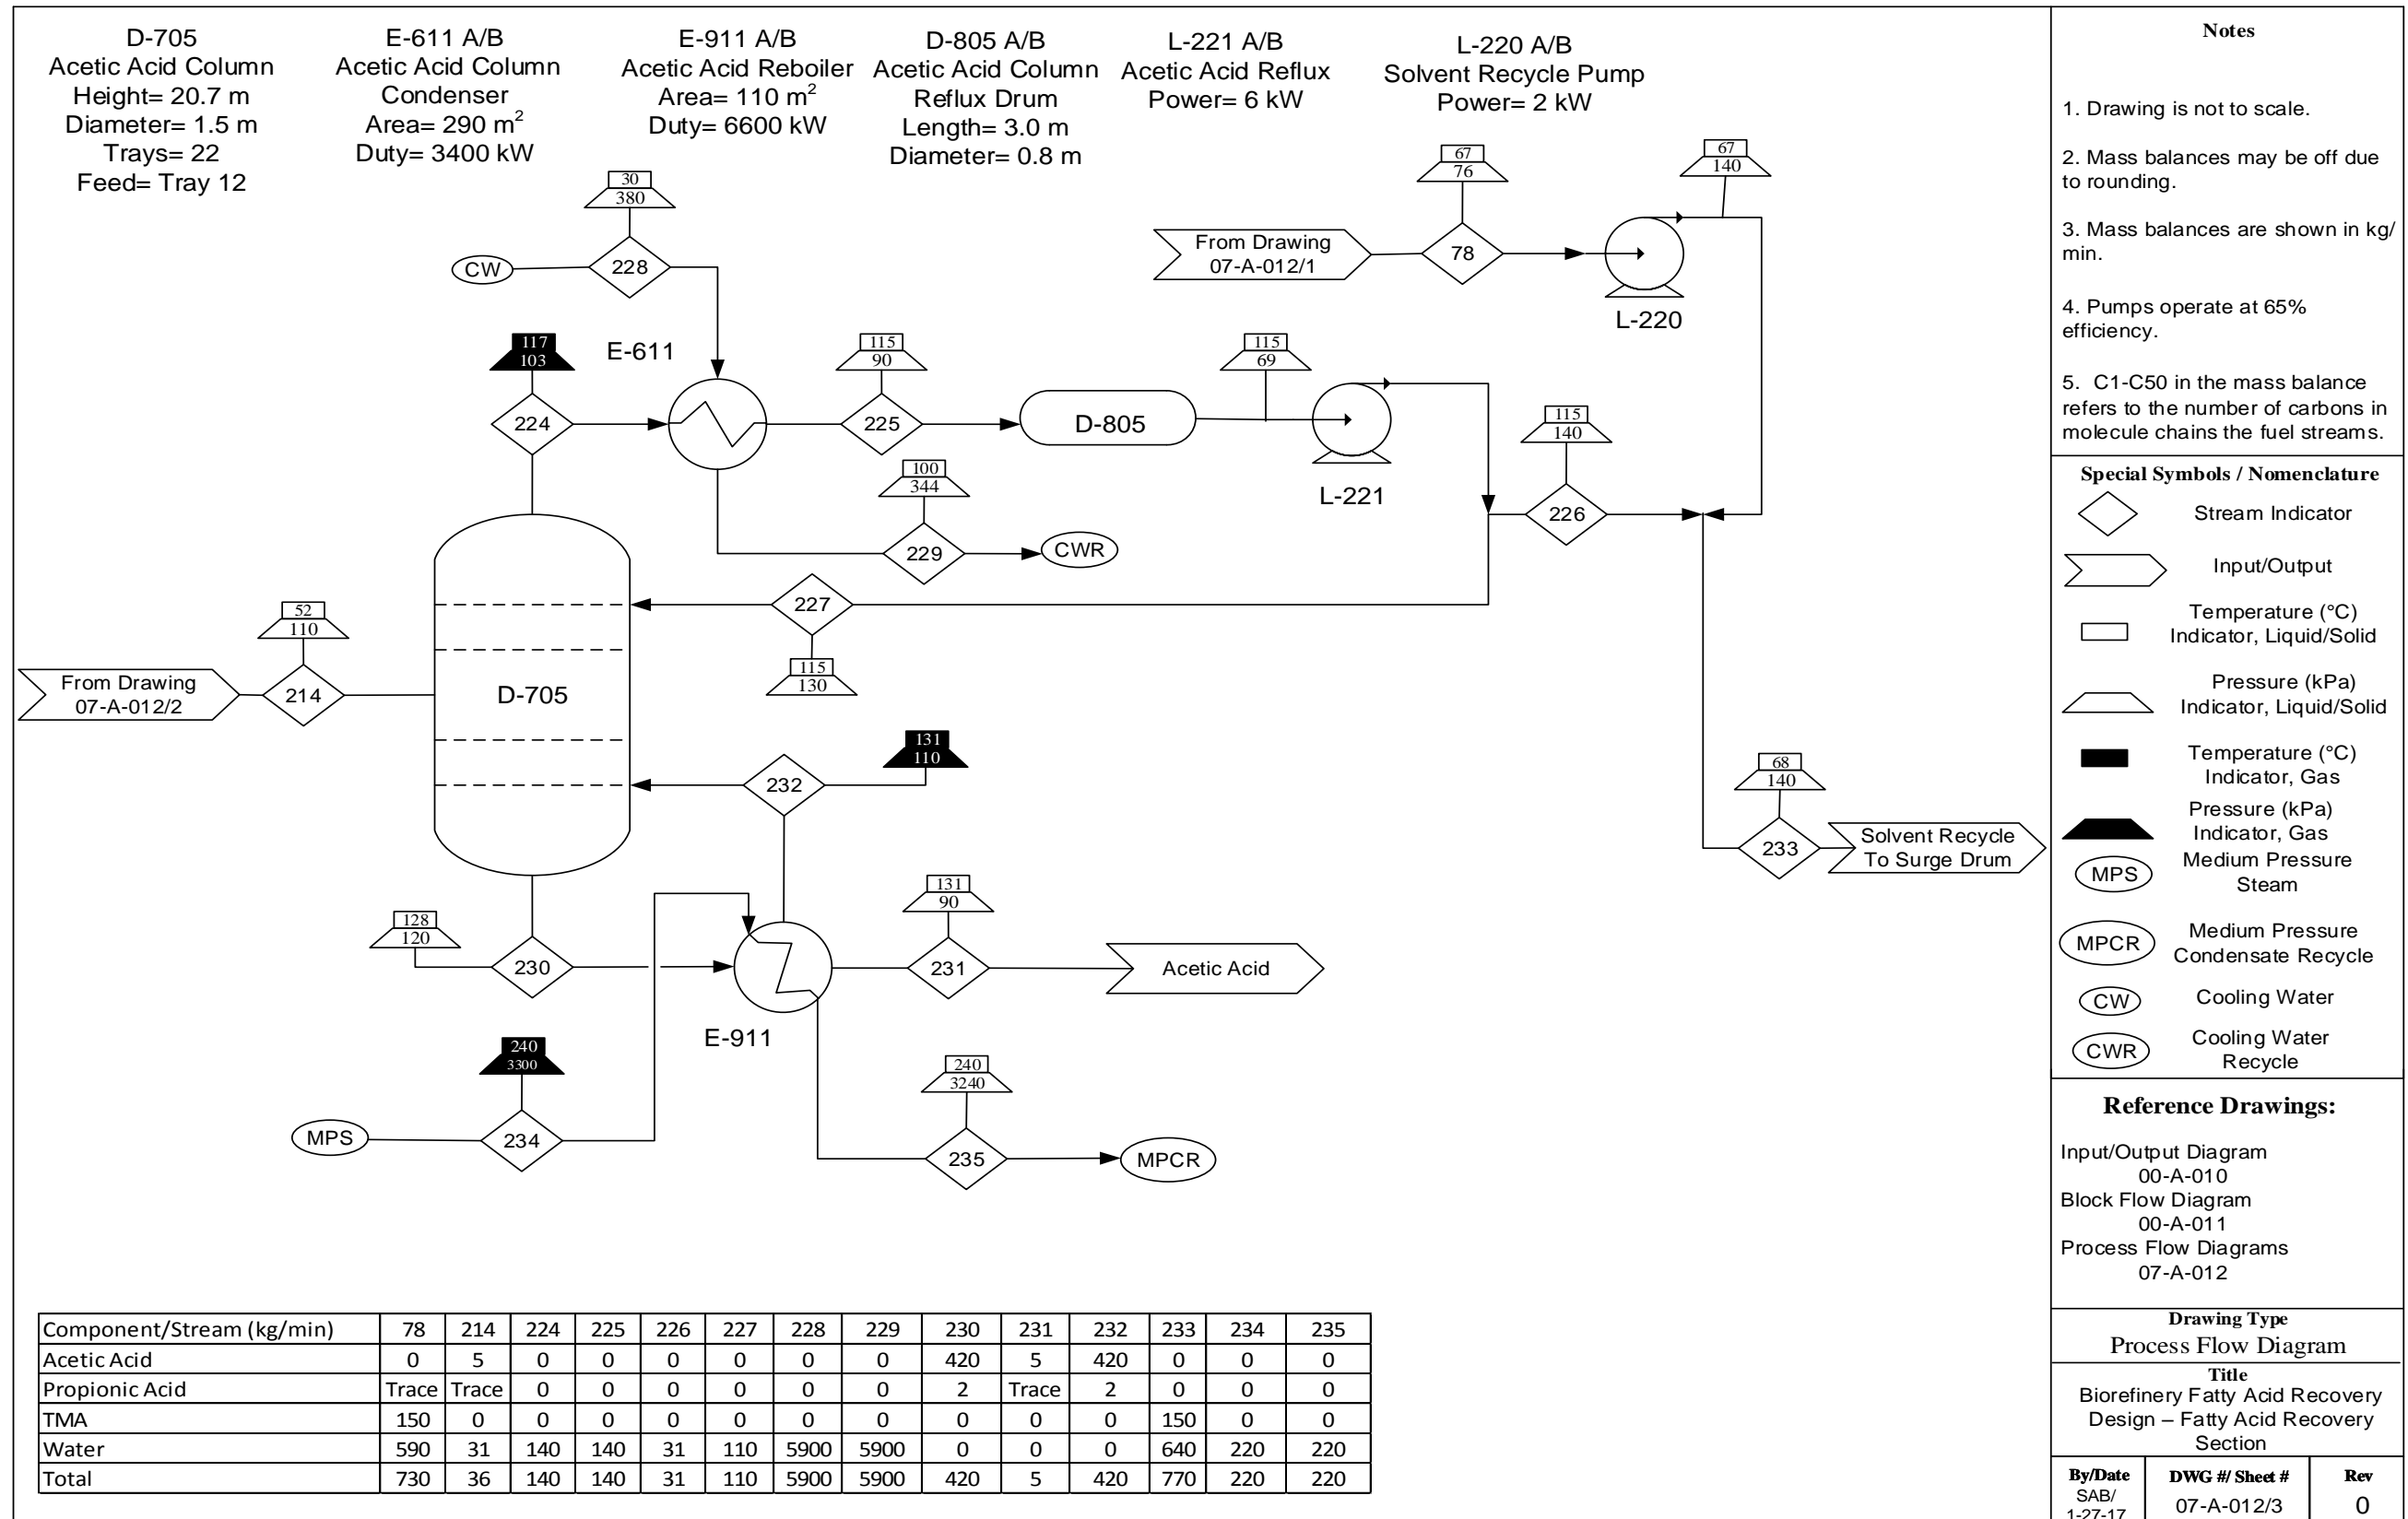 D-705
Acetic Acid Column
Height= 20.7 m
Diameter= 1.5 m
Trays= 22
Feed= Tray 12
E-611 A/B
Acetic Acid Column
Condenser
Area= 290 m²
Duty= 3400 kW
E-911 A/B
Acetic Acid Reboiler
Area= 110 m²
Duty= 6600 kW
D-805 A/B
Acetic Acid Column
Reflux Drum
Length= 3.0 m
Diameter= 0.8 m
L-221 A/B
Acetic Acid Reflux
Power= 6 kW
L-220 A/B
Solvent Recycle Pump
Power= 2 kW
30
380
CW
228
67
76
67
140
From Drawing
07-A-012/1
78
L-220
117
103
E-611
224
115
90
225
D-805
115
69
L-221
115
140
226
100
344
229
CWR
227
115
130
52
110
From Drawing
07-A-012/2
214
D-705
131
110
232
68
140
233
Solvent Recycle
To Surge Drum
128
120
230
131
90
231
Acetic Acid
E-911
240
3300
MPS
234
240
3240
235
MPCR
Component/Stream (kg/min) 78 214 224 225 226 227 228 229 230 231 232 233 234 235
Acetic Acid 0 5 0 0 0 0 0 0 420 5 420 0 0 0
Propionic Acid Trace Trace 0 0 0 0 0 0 2 Trace 2 0 0 0
TMA 150 0 0 0 0 0 0 0 0 0 0 150 0 0
Water 590 31 140 140 31 110 5900 5900 0 0 0 640 220 220
Total 730 36 140 140 31 110 5900 5900 420 5 420 770 220 220
Notes
1. Drawing is not to scale.
2. Mass balances may be off due
to rounding.
3. Mass balances are shown in kg/
min.
4. Pumps operate at 65%
efficiency.
5. C1-C50 in the mass balance
refers to the number of carbons in
molecule chains the fuel streams.
Special Symbols / Nomenclature
Stream Indicator
Input/Output
Temperature (°C)
Indicator, Liquid/Solid
Pressure (kPa)
Indicator, Liquid/Solid
Temperature (°C)
Indicator, Gas
Pressure (kPa)
Indicator, Gas
MPS
Medium Pressure
Steam
MPCR
Medium Pressure
Condensate Recycle
CW
Cooling Water
CWR
Cooling Water
Recycle
Reference Drawings:
Input/Output Diagram
00-A-010
Block Flow Diagram
00-A-011
Process Flow Diagrams
07-A-012
Drawing Type
Process Flow Diagram
Title
Biorefinery Fatty Acid Recovery
Design – Fatty Acid Recovery
Section
By/Date
SAB/
1-27-17
DWG #/ Sheet #
07-A-012/3
Rev
0